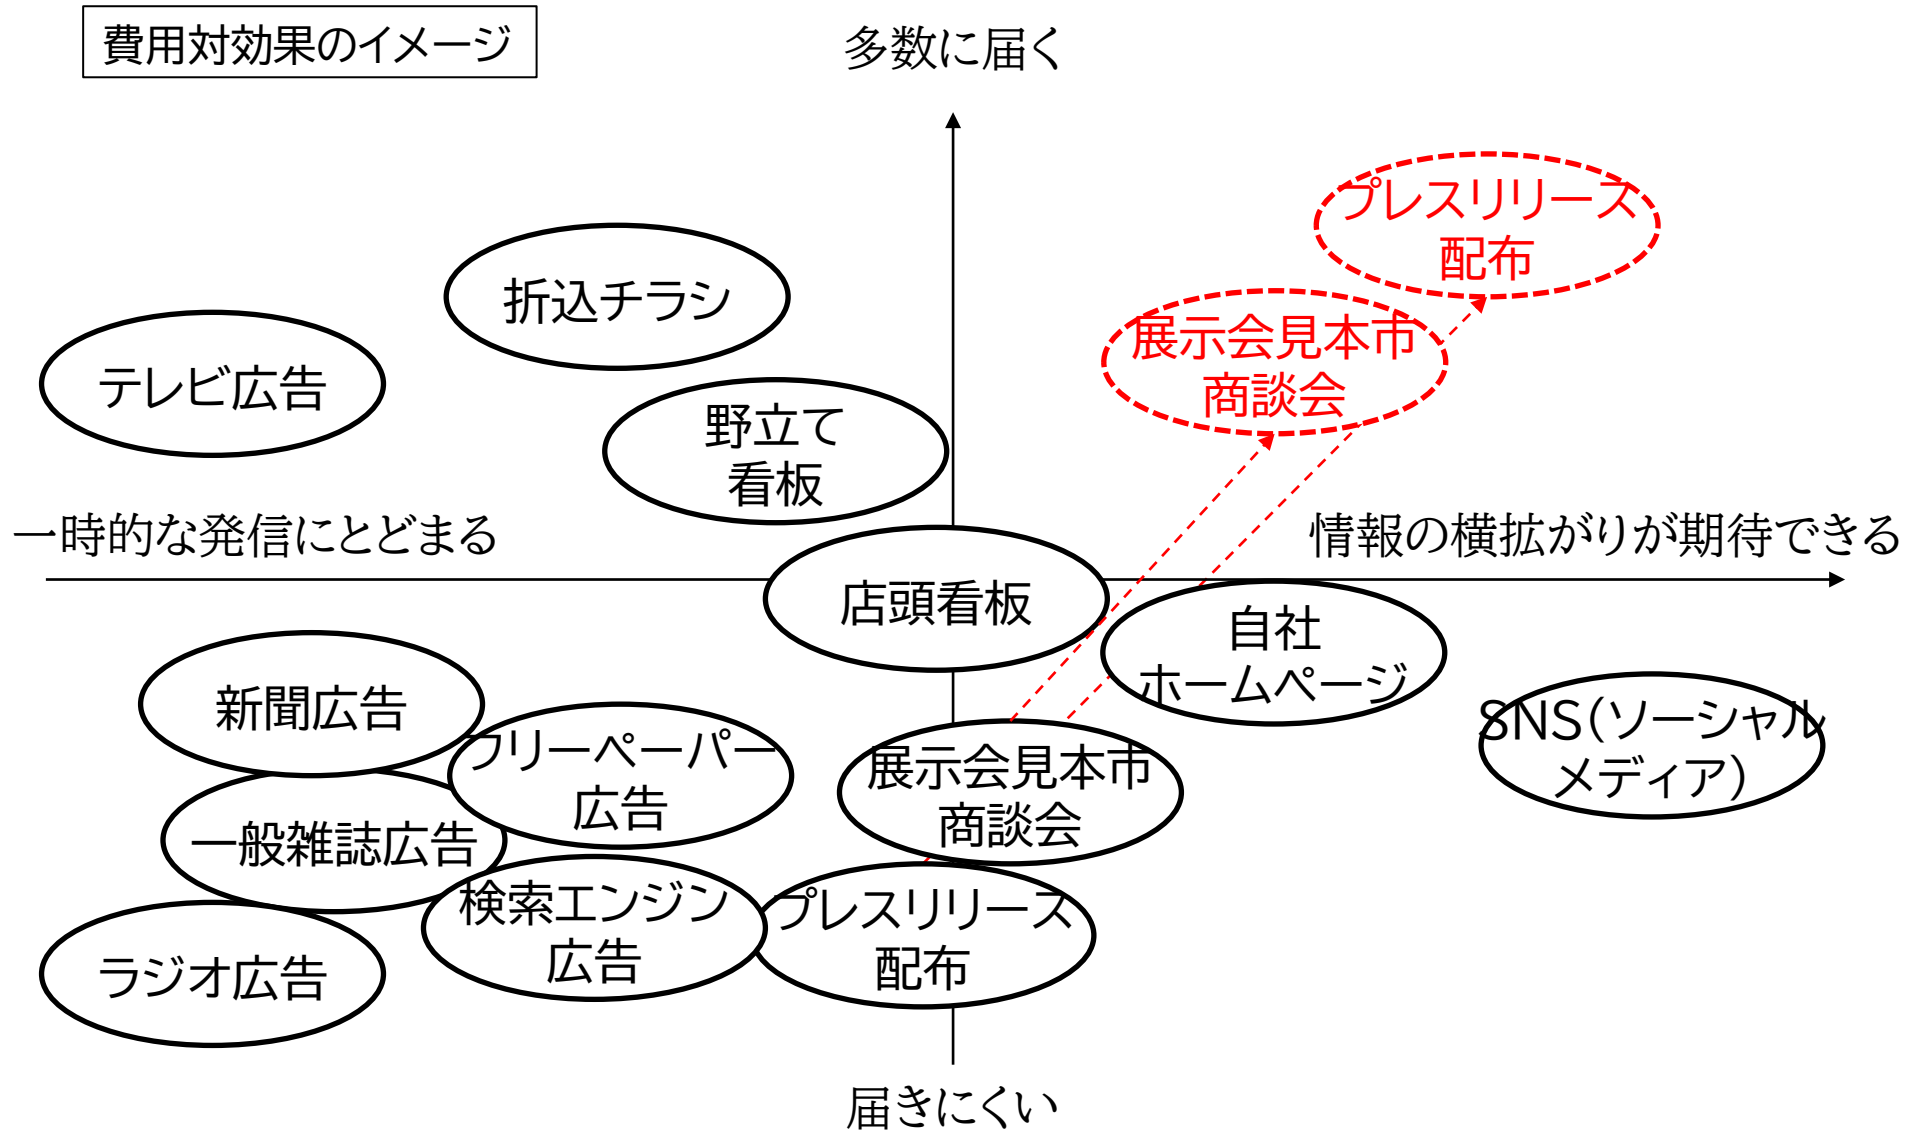 費用対効果のイメージ
多数に届く
プレスリリース
配布
折込チラシ
展示会見本市
商談会
テレビ広告
野立て
看板
一時的な発信にとどまる
情報の横拡がりが期待できる
店頭看板
自社
ホームページ
新聞広告
SNS(ソーシャル
メディア)
フリーペーパー
広告
展示会見本市
商談会
一般雑誌広告
検索エンジン
広告
プレスリリース
配布
ラジオ広告
届きにくい